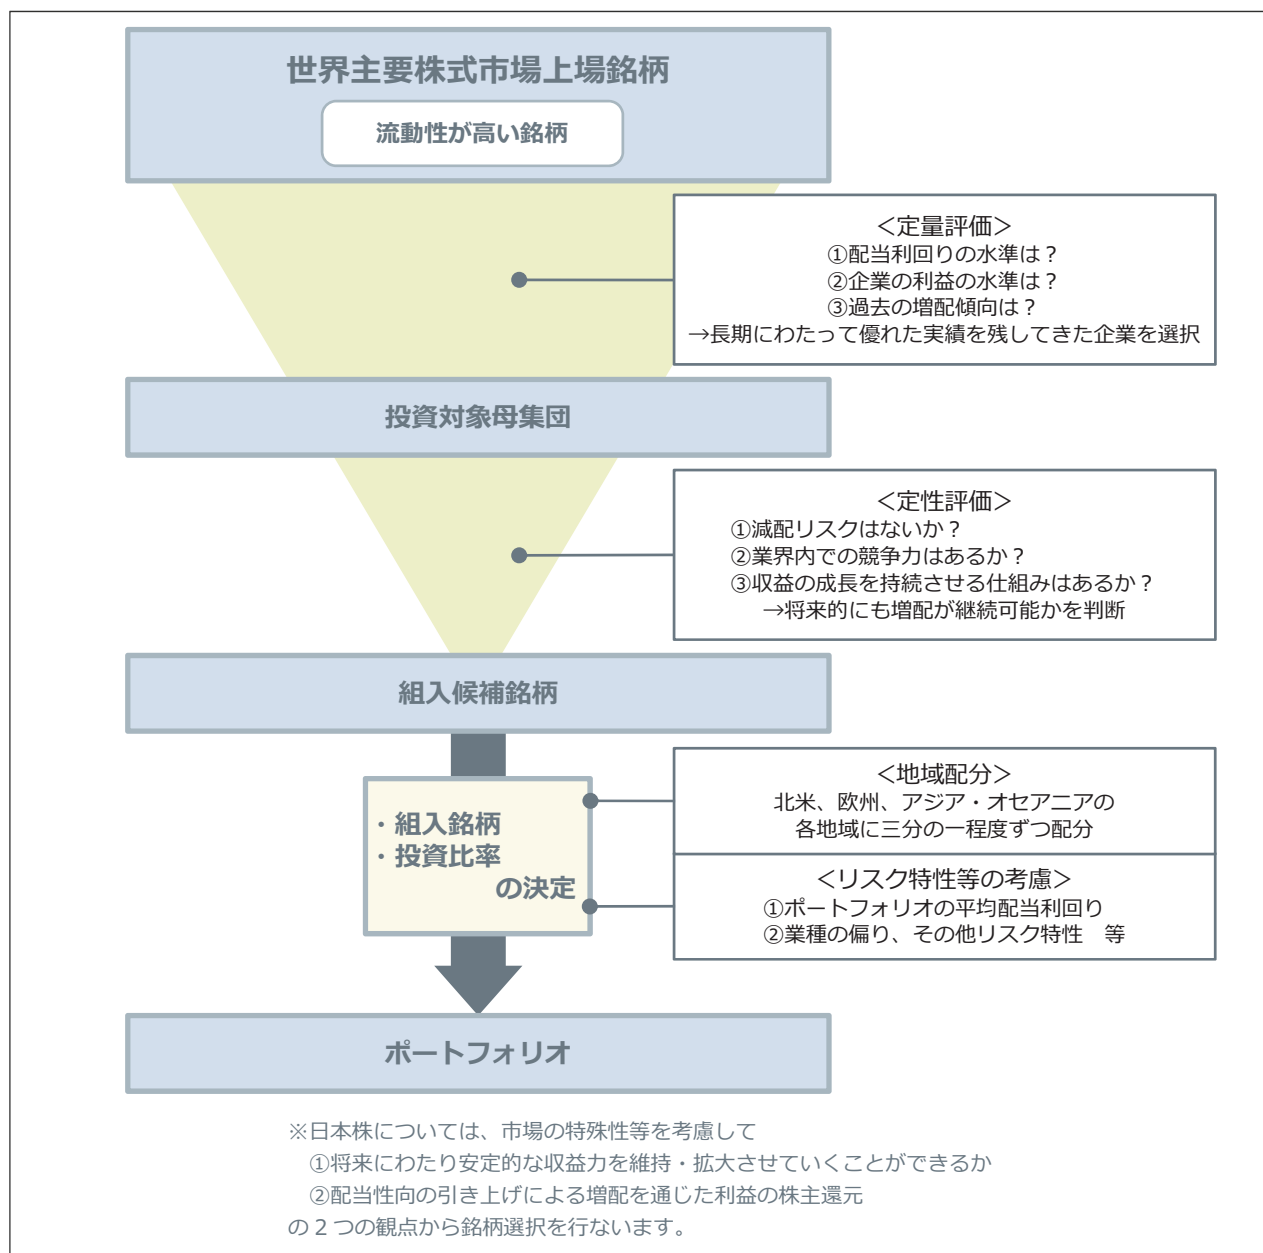 世界主要株式市場上場銘柄
流動性が高い銘柄
＜定量評価＞
①配当利回りの水準は？
②企業の利益の水準は？
③過去の増配傾向は？
→長期にわたって優れた実績を残してきた企業を選択
投資対象母集団
＜定性評価＞
①減配リスクはないか？
②業界内での競争力はあるか？
③収益の成長を持続させる仕組みはあるか？
→将来的にも増配が継続可能かを判断
組入候補銘柄
・組入銘柄
・投資比率
の決定
＜地域配分＞
北米、欧州、アジア・オセアニアの
各地域に三分の一程度ずつ配分
＜リスク特性等の考慮＞
①ポートフォリオの平均配当利回り
②業種の偏り、その他リスク特性　等
ポートフォリオ
※日本株については、市場の特殊性等を考慮して
①将来にわたり安定的な収益力を維持・拡大させていくことができるか
②配当性向の引き上げによる増配を通じた利益の株主還元
の２つの観点から銘柄選択を行ないます。